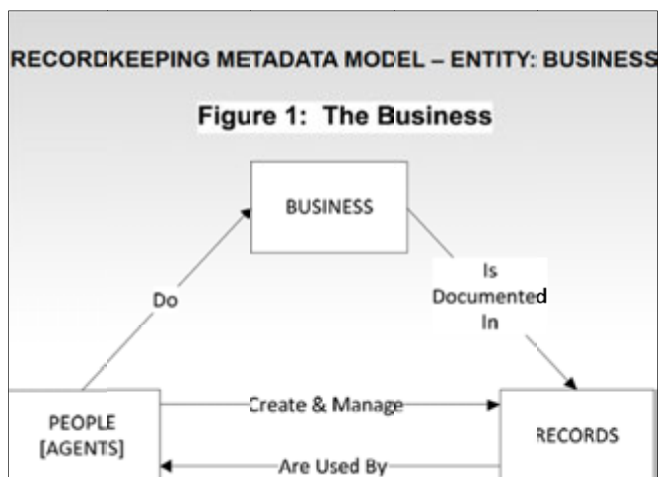 RECORDKEEPING METADATA MODEL – ENTITY: BUSINESS
Figure 1: The Business
BUSINESS
Do
Is
Documented
In
Create & Manage
PEOPLE
[AGENTS]
RECORDS
Are Used By